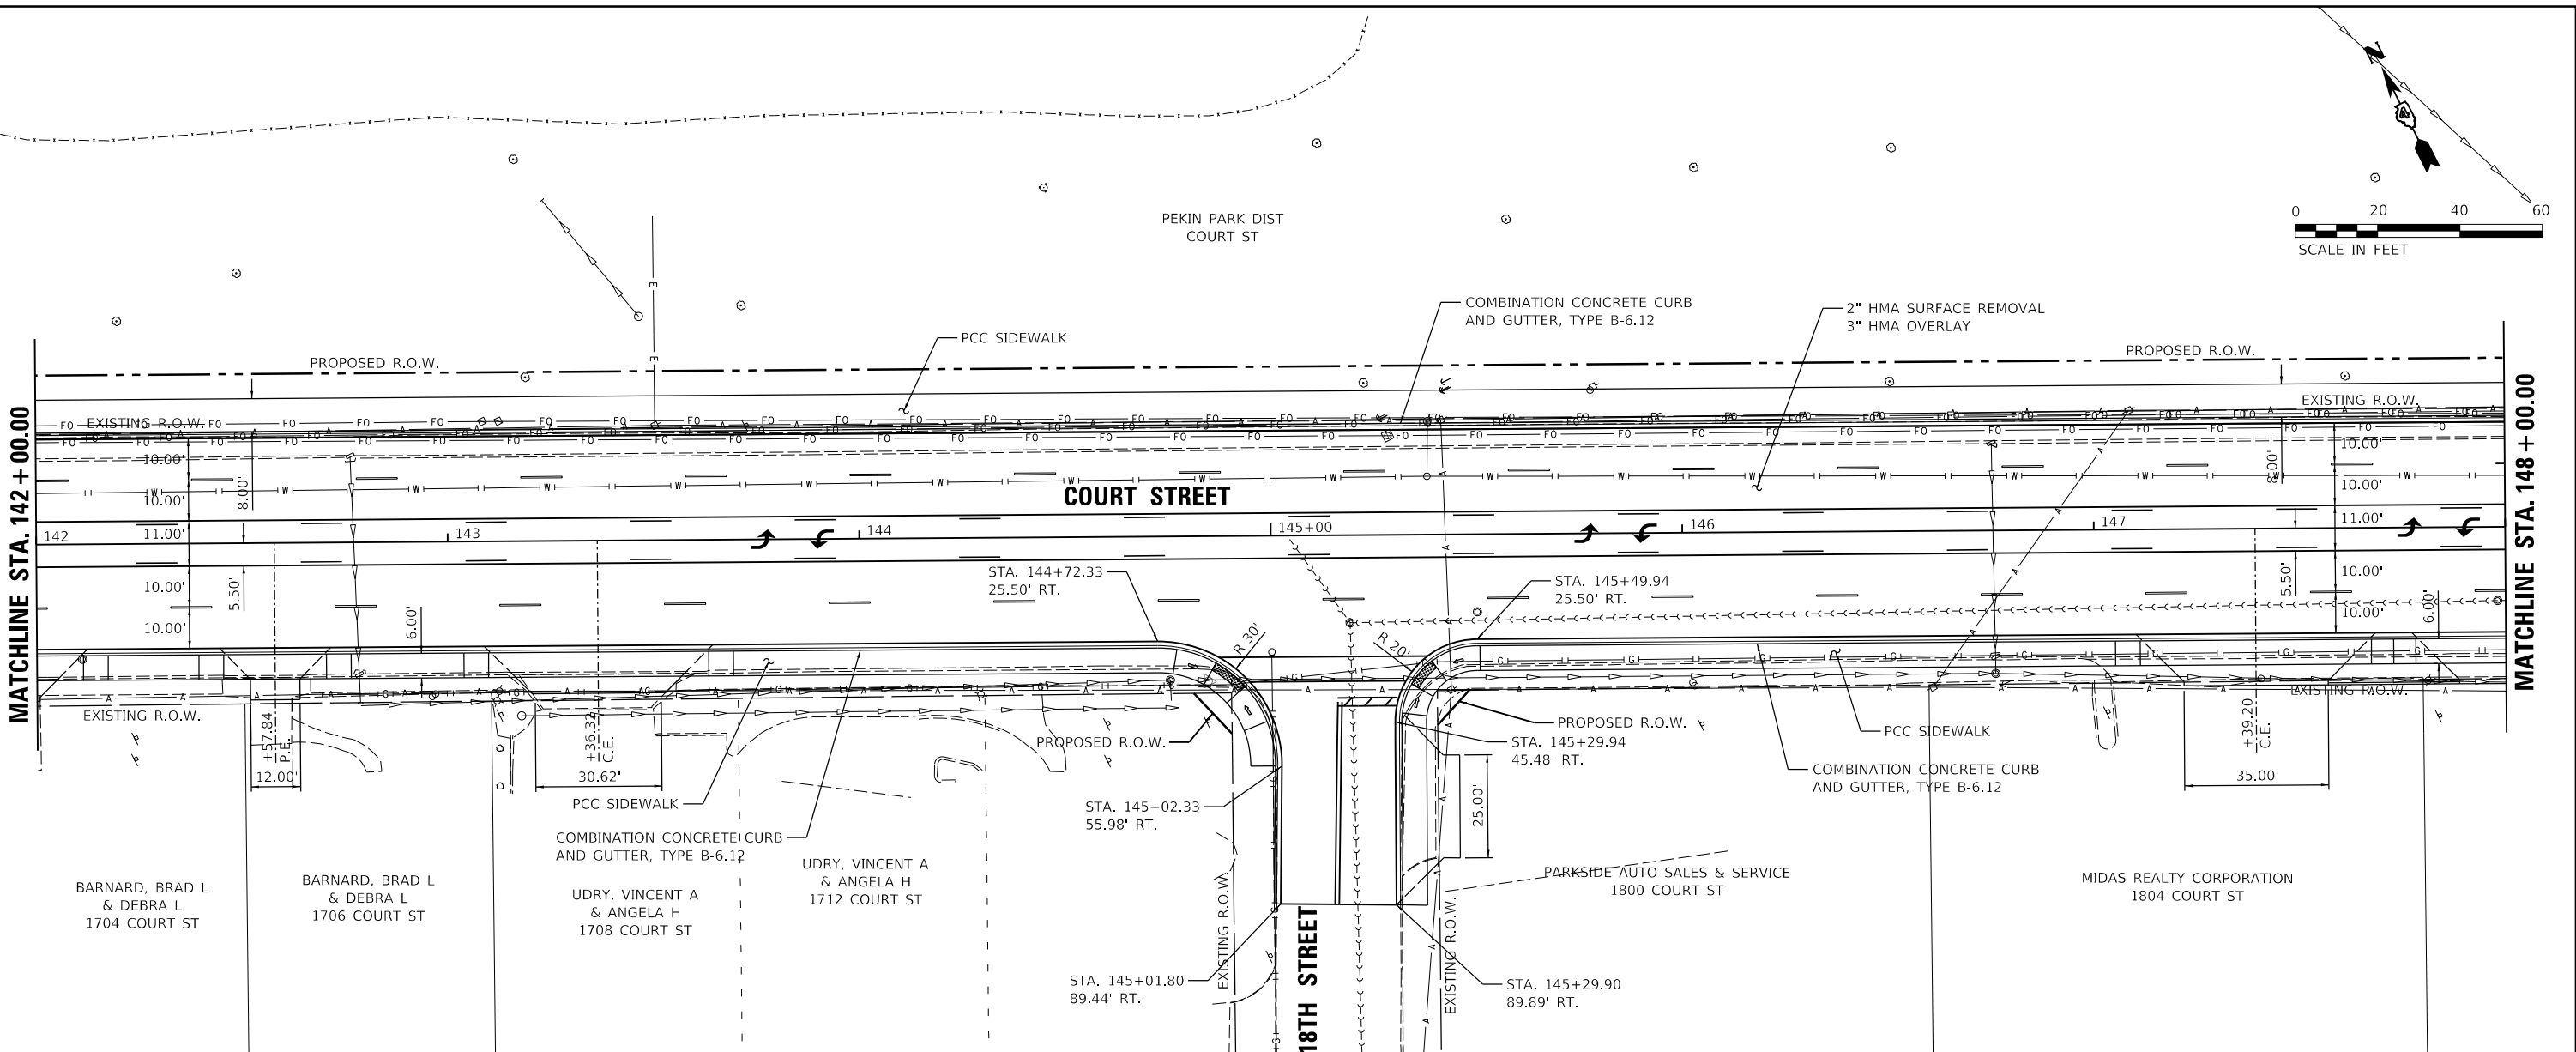 N
0 20 40 60
SCALE IN FEET
PEKIN PARK DIST
COURT ST
COMBINATION CONCRETE CURB
AND GUTTER, TYPE B-6.12
2" HMA SURFACE REMOVAL
3" HMA OVERLAY
PCC SIDEWALK
PROPOSED R.O.W.
PROPOSED R.O.W.
MATCHLINE STA. 142+00.00
MATCHLINE STA. 148+00.00
EXISTING R.O.W.
EXISTING R.O.W.
10.00'
10.00'
11.00'
10.00'
10.00'
8.00'
5.50'
6.00'
COURT STREET
142
143
144
145+00
146
147
8.00'
10.00'
10.00'
11.00'
10.00'
10.00'
5.50'
6.00'
STA. 144+72.33
25.50' RT.
STA. 145+49.94
25.50' RT.
R 30'
R 20'
EXISTING R.O.W.
EXISTING R.O.W.
+57.84
P.E.
12.00'
+36.32
C.E.
30.62'
PROPOSED R.O.W.
PROPOSED R.O.W.
STA. 145+29.94
45.48' RT.
PCC SIDEWALK
+39.20
C.E.
35.00'
COMBINATION CONCRETE CURB
AND GUTTER, TYPE B-6.12
PCC SIDEWALK
STA. 145+02.33
55.98' RT.
25.00'
COMBINATION CONCRETE CURB
AND GUTTER, TYPE B-6.12
BARNARD, BRAD L
& DEBRA L
1704 COURT ST
BARNARD, BRAD L
& DEBRA L
1706 COURT ST
UDRY, VINCENT A
& ANGELA H
1708 COURT ST
UDRY, VINCENT A
& ANGELA H
1712 COURT ST
PARKSIDE AUTO SALES & SERVICE
1800 COURT ST
MIDAS REALTY CORPORATION
1804 COURT ST
EXISTING R.O.W.
18TH STREET
EXISTING R.O.W.
STA. 145+01.80
89.44' RT.
STA. 145+29.90
89.89' RT.